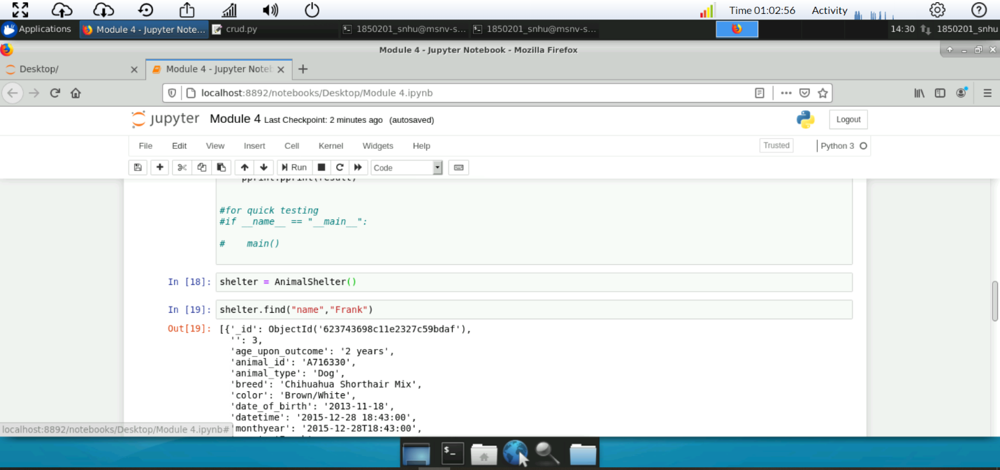 Time 01:02:56 Activity
Applications Module 4 - Jupyter Note... crud.py 1850201_snhu@msnv-s... 1850201_snhu@msnv-s... 14:30 1850201_snhu
Module 4 - Jupyter Notebook - Mozilla Firefox
Desktop/ Module 4 - Jupyter Notel
localhost:8892/notebooks/Desktop/Module 4.ipynb
jupyter Module 4 Last Checkpoint: 2 minutes ago (autosaved) Logout
File Edit View Insert Cell Kernel Widgets Help Trusted Python 3
Run Code
pprint.pprint(result)
#for quick testing
#if __name__ == "__main__":
# main()
In [18]: shelter = AnimalShelter()
In [19]: shelter.find("name","Frank")
Out[19]: [{'_id': ObjectId('623743698c11e2327c59bdaf'),
'': 3,
'age_upon_outcome': '2 years',
'animal_id': 'A716330',
'animal_type': 'Dog',
'breed': 'Chihuahua Shorthair Mix',
'color': 'Brown/White',
'date_of_birth': '2013-11-18',
'datetime': '2015-12-28 18:43:00',
'monthyear': '2015-12-28T18:43:00',
localhost:8892/notebooks/Desktop/Module 4.ipynb#
$_